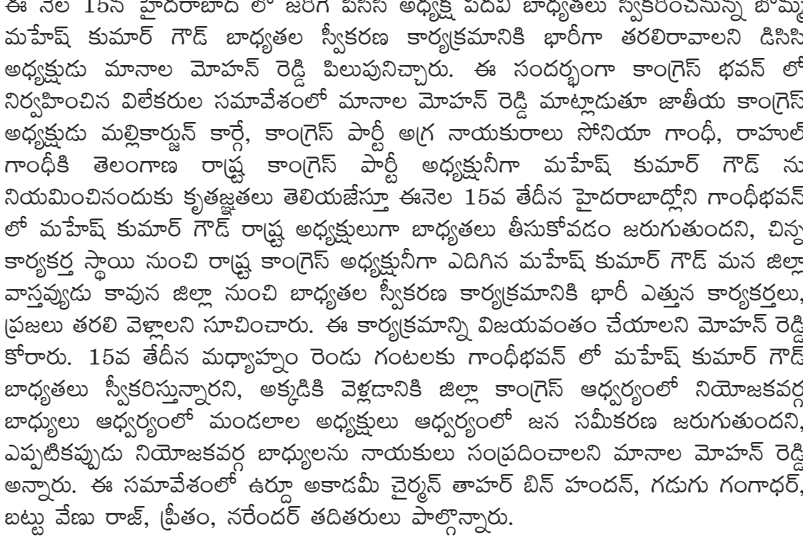 ఈ నెల 15న హైదరాబాద్ లో జరిగే పిసిసి అధ్యక్ష పదవి బాధ్యతలు స్వీకరించనున్న బొమ్మ
మహేష్ కుమార్ గౌడ్ బాధ్యతల స్వీకరణ కార్యక్రమానికి భారీగా తరలిరావాలని డిసిసి
అధ్యక్షుడు మానాల మోహన్ రెడ్డి పిలుపునిచ్చారు. ఈ సందర్భంగా కాంగ్రెస్ భవన్ లో
నిర్వహించిన విలేకరుల సమావేశంలో మానాల మోహన్ రెడ్డి మాట్లాడుతూ జాతీయ కాంగ్రెస్
అధ్యక్షుడు మల్లికార్జున్ కార్గే, కాంగ్రెస్ పార్టీ అగ్ర నాయకురాలు సోనియా గాంధీ, రాహుల్
గాంధీకి తెలంగాణ రాష్ట్ర కాంగ్రెస్ పార్టీ అధ్యక్షునీగా మహేష్ కుమార్ గౌడ్ ను
నియమించినందుకు కృతజ్ఞతలు తెలియజేస్తూ ఈనెల 15వ తేదీన హైదరాబాద్లోని గాంధీభవన్
లో మహేష్ కుమార్ గౌడ్ రాష్ట్ర అధ్యక్షులుగా బాధ్యతలు తీసుకోవడం జరుగుతుందని, చిన్న
కార్యకర్త స్థాయి నుంచి రాష్ట్ర కాంగ్రెస్ అధ్యక్షునీగా ఎదిగిన మహేష్ కుమార్ గౌడ్ మన జిల్లా
వాస్తవ్యుడు కావున జిల్లా నుంచి బాధ్యతల స్వీకరణ కార్యక్రమానికి భారీ ఎత్తున కార్యకర్తలు,
ప్రజలు తరలి వెళ్లాలని సూచించారు. ఈ కార్యక్రమాన్ని విజయవంతం చేయాలని మోహన్ రెడ్డి
కోరారు. 15వ తేదీన మధ్యాహ్నం రెండు గంటలకు గాంధీభవన్ లో మహేష్ కుమార్ గౌడ్
బాధ్యతలు స్వీకరిస్తున్నారని, అక్కడికి వెళ్లడానికి జిల్లా కాంగ్రెస్ ఆధ్వర్యంలో నియోజకవర్గ
బాధ్యులు ఆధ్వర్యంలో మండలాల అధ్యక్షులు ఆధ్వర్యంలో జన సమీకరణ జరుగుతుందని,
ఎప్పటికప్పుడు నియోజకవర్గ బాధ్యులను నాయకులు సంప్రదించాలని మానాల మోహన్ రెడ్డి
అన్నారు. ఈ సమావేశంలో ఉర్దూ అకాడమీ చైర్మన్ తాహర్ బిన్ హందన్, గడుగు గంగాధర్,
బట్టు వేణు రాజ్, ప్రీతం, నరేందర్ తదితరులు పాల్గొన్నారు.